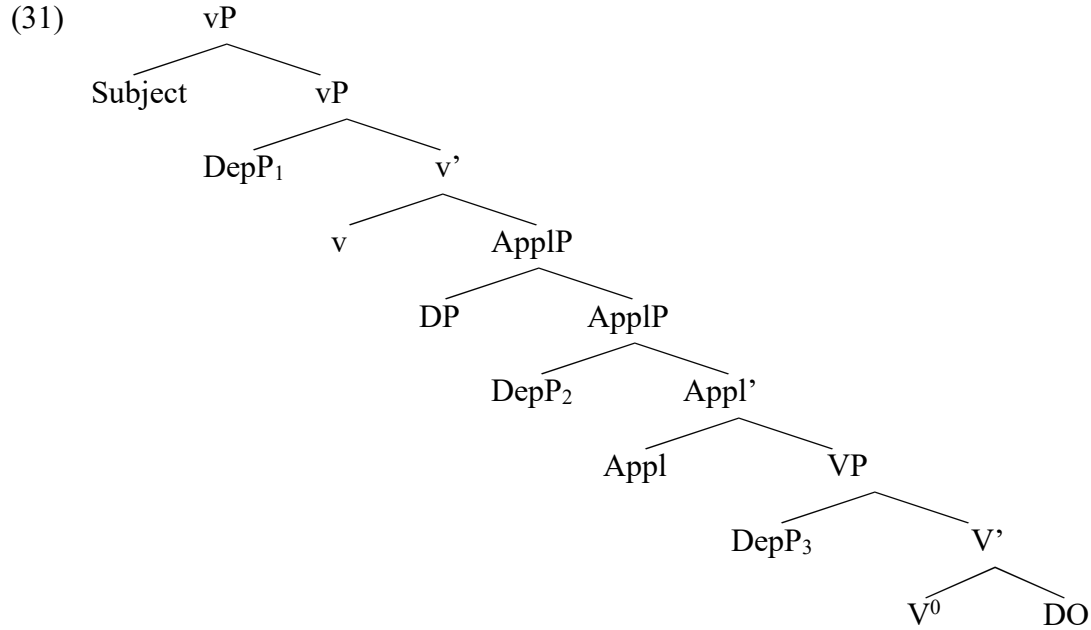 (31) vP
Subject vP
DepP₁ v’
v ApplP
DP ApplP
DepP₂ Appl’
Appl VP
DepP₃ V’
V⁰ DO